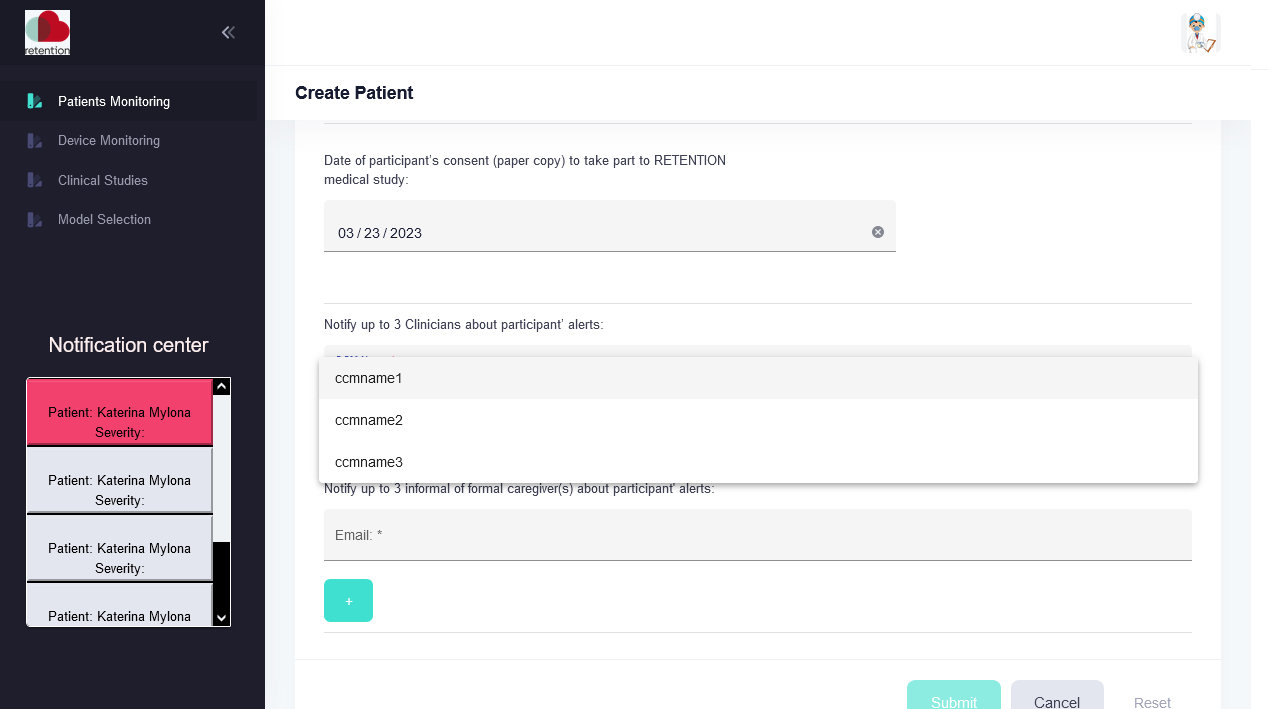 retention
Patients Monitoring
Device Monitoring
Clinical Studies
Model Selection
Notification center
Patient: Katerina Mylona
Severity:
Patient: Katerina Mylona
Severity:
Patient: Katerina Mylona
Severity:
Patient: Katerina Mylona
Create Patient
Date of participant's consent (paper copy) to take part to RETENTION
medical study:
03 / 23 / 2023
Notify up to 3 Clinicians about participant' alerts:
ccmname1
ccmname2
ccmname3
Notify up to 3 informal of formal caregiver(s) about participant' alerts:
Email: *
+
Submit
Cancel
Reset